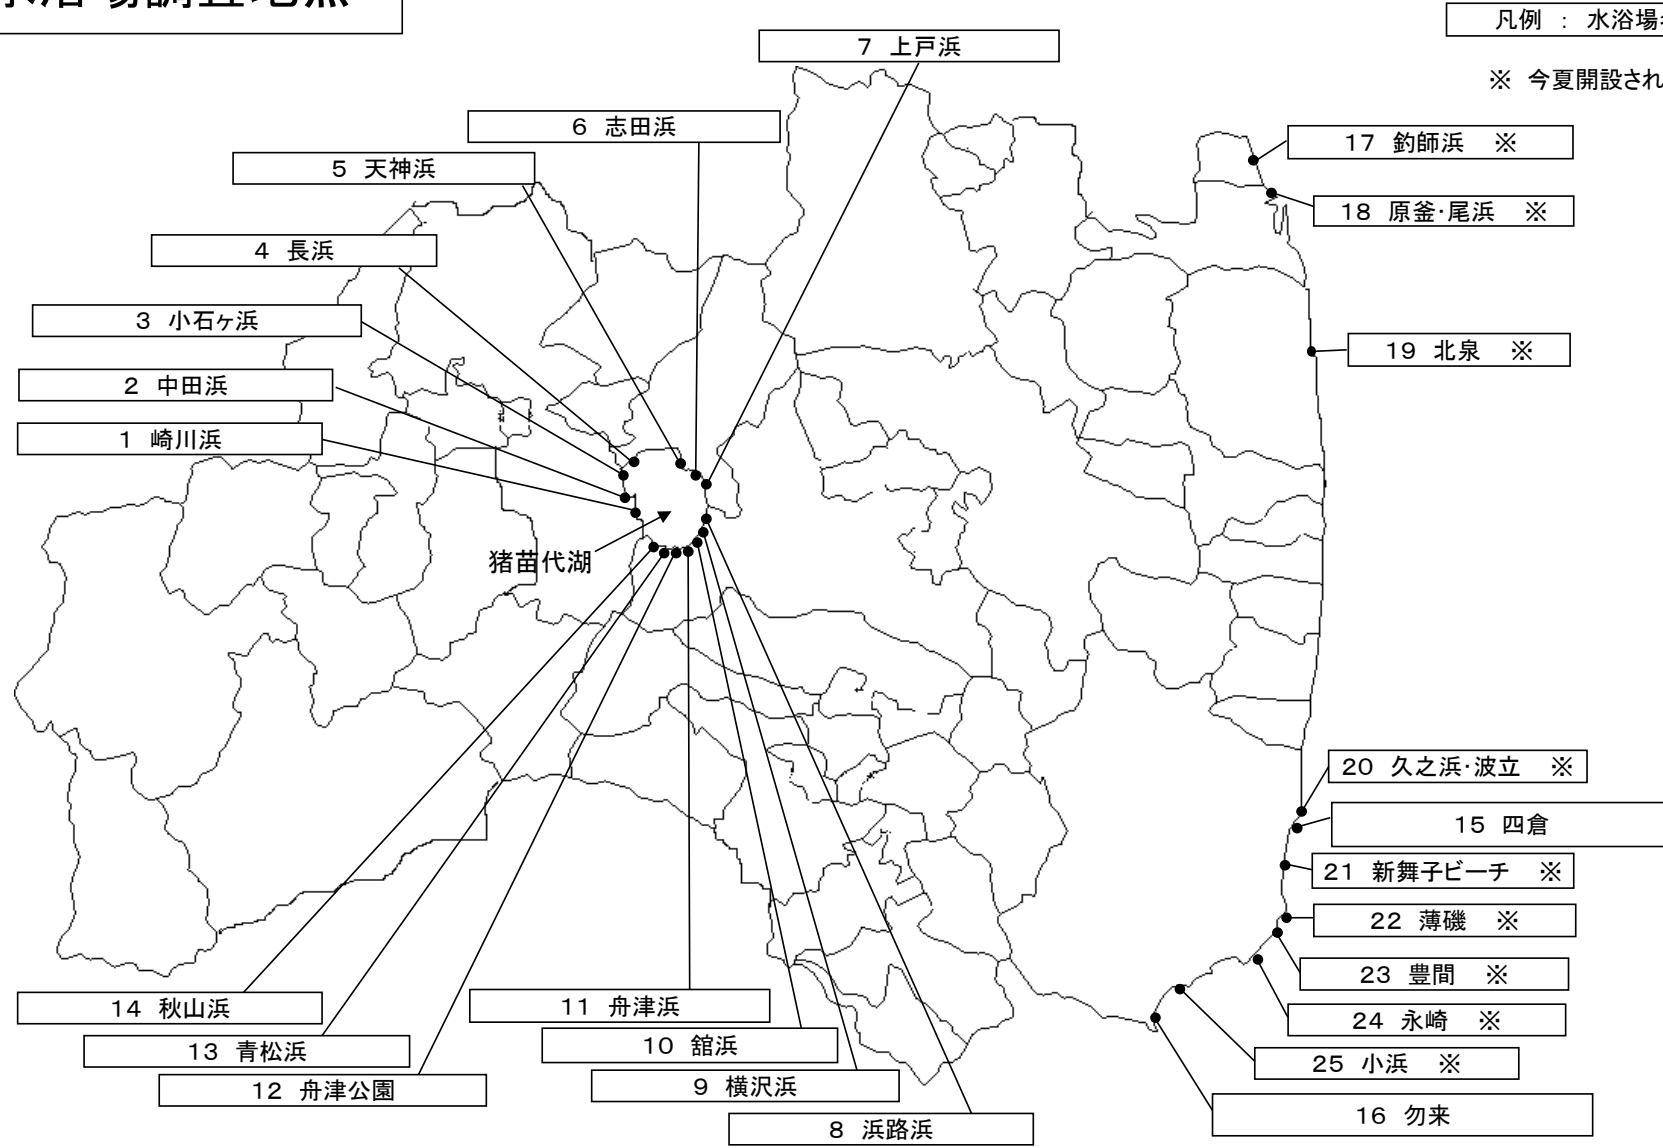 浴場調査地点
凡例 : 水浴場
※ 今夏開設され
7 上戸浜
6 志田浜
5 天神浜
4 長浜
3 小石ヶ浜
2 中田浜
1 崎川浜
猪苗代湖
17 釣師浜 ※
18 原釜・尾浜 ※
19 北泉 ※
20 久之浜・波立 ※
15 四倉
21 新舞子ビーチ ※
22 薄磯 ※
23 豊間 ※
24 永崎 ※
25 小浜 ※
16 勿来
14 秋山浜
13 青松浜
12 舟津公園
11 舟津浜
10 舘浜
9 横沢浜
8 浜路浜